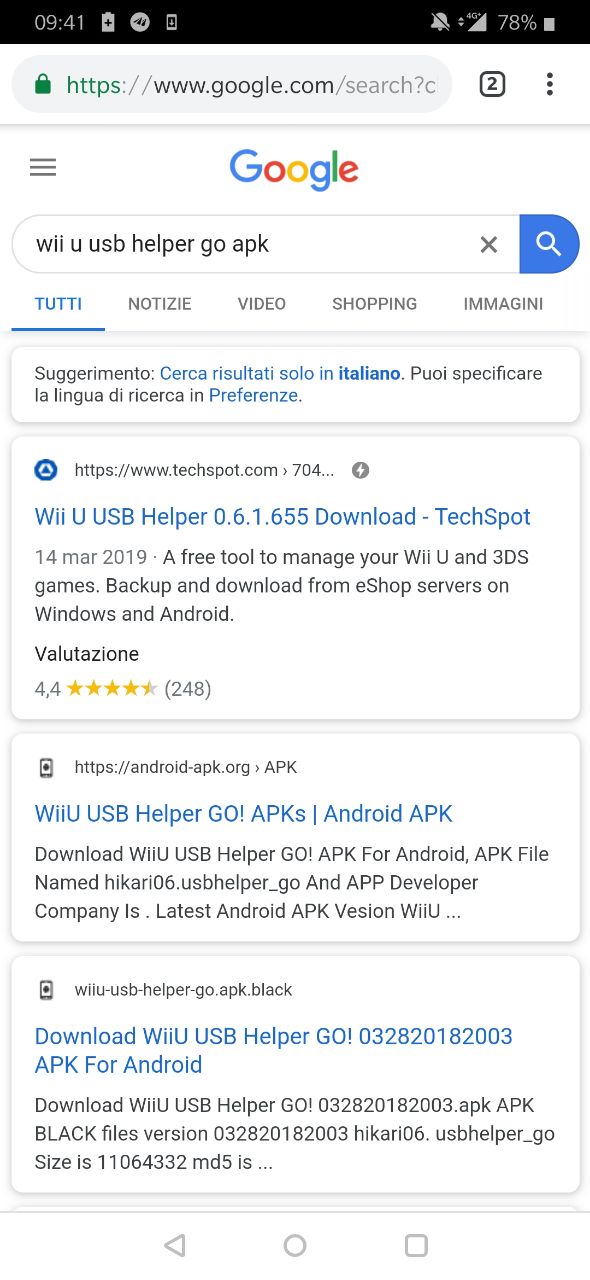 09:41
4G+ 78%
https://www.google.com/search?c
2
Google
wii u usb helper go apk
TUTTI NOTIZIE VIDEO SHOPPING IMMAGINI
Suggerimento: Cerca risultati solo in italiano. Puoi specificare
la lingua di ricerca in Preferenze.
https://www.techspot.com › 704...
Wii U USB Helper 0.6.1.655 Download - TechSpot
14 mar 2019 · A free tool to manage your Wii U and 3DS
games. Backup and download from eShop servers on
Windows and Android.
Valutazione
4,4 (248)
https://android-apk.org › APK
WiiU USB Helper GO! APKs | Android APK
Download WiiU USB Helper GO! APK For Android, APK File
Named hikari06.usbhelper_go And APP Developer
Company Is . Latest Android APK Vesion WiiU ...
wiiu-usb-helper-go.apk.black
Download WiiU USB Helper GO! 032820182003
APK For Android
Download WiiU USB Helper GO! 032820182003.apk APK
BLACK files version 032820182003 hikari06. usbhelper_go
Size is 11064332 md5 is ...